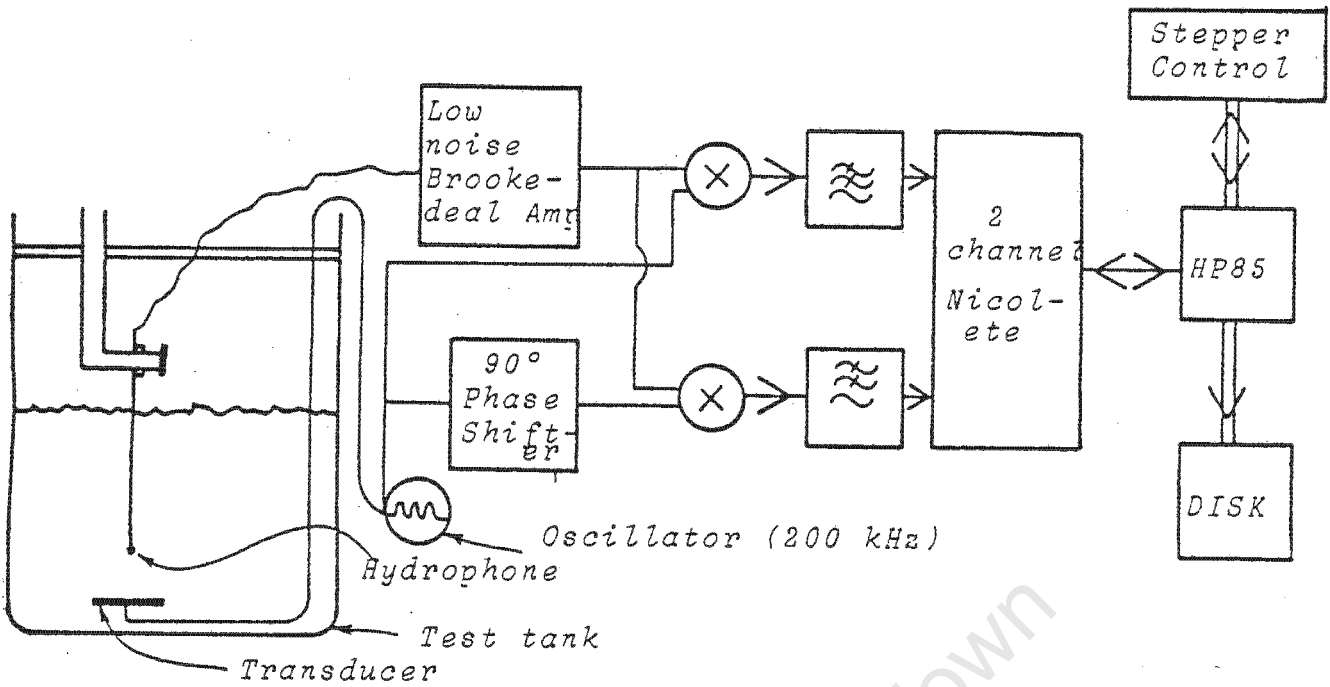 Stepper
Control
Low
noise
Brooke-
deal Amp
2
channel
Nicol-
ete
HP85
90°
Phase
Shift-
er
DISK
Oscillator (200 kHz)
Hydrophone
Test tank
Transducer
own